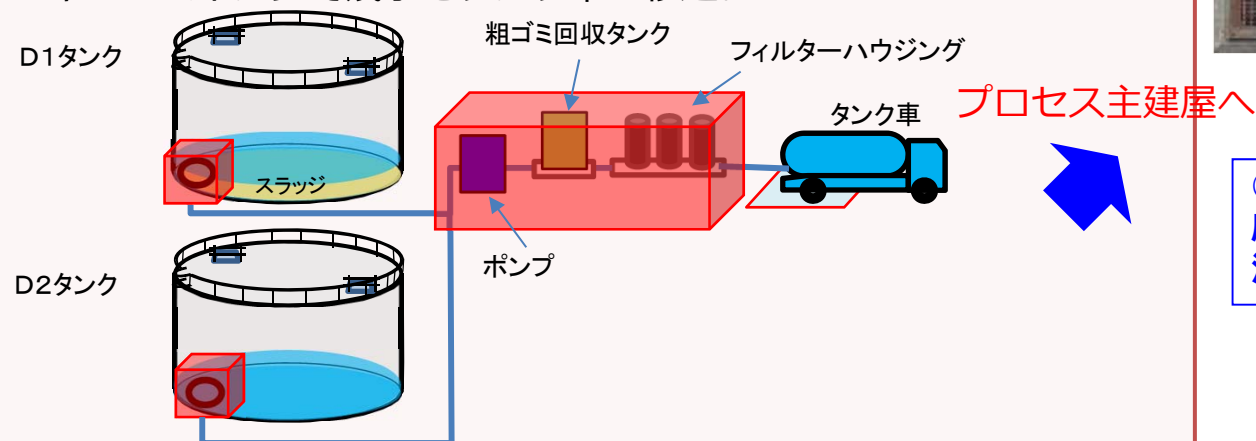 D1タンク
粗ゴミ回収タンク
フィルターハウジング
タンク車
プロセス主建屋へ
スラッジ
ポンプ
D2タンク